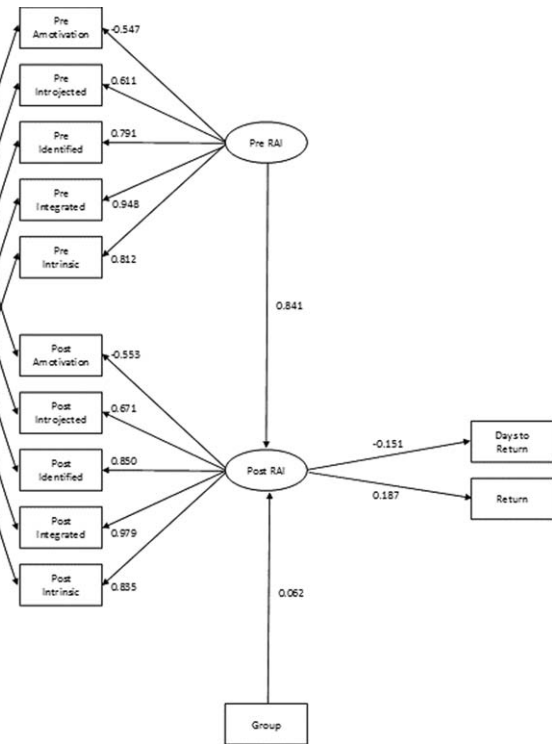 Pre
Amotivation
-0.547
Pre
Introjected
0.611
Pre
Identified
0.791
Pre RAI
Pre
Integrated
0.948
Pre
Intrinsic
0.812
0.841
Post
Amotivation
-0.553
Post
Introjected
0.671
Post
Identified
0.850
Post RAI
-0.151
Days to
Return
0.187
Return
Post
Integrated
0.979
Post
Intrinsic
0.835
0.062
Group